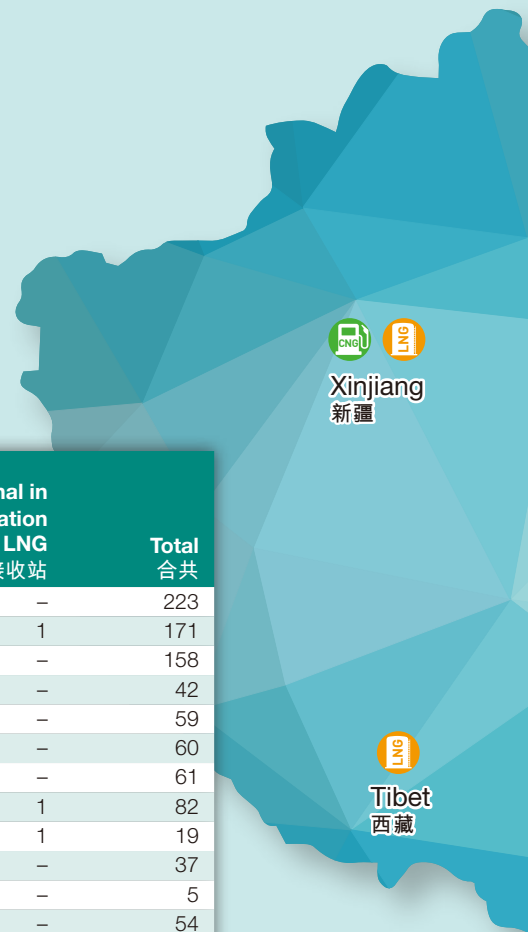 CNG
LNG
Xinjiang
新疆
LNG
Tibet
西藏
nal in
ation
LNG Total
接收站 合共
– 223
1 171
– 158
– 42
– 59
– 60
– 61
1 82
1 19
– 37
– 5
– 54